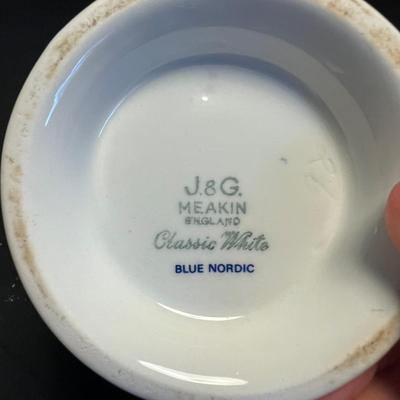 J.&G.
MEAKIN
ENGLAND
Classic White
BLUE NORDIC